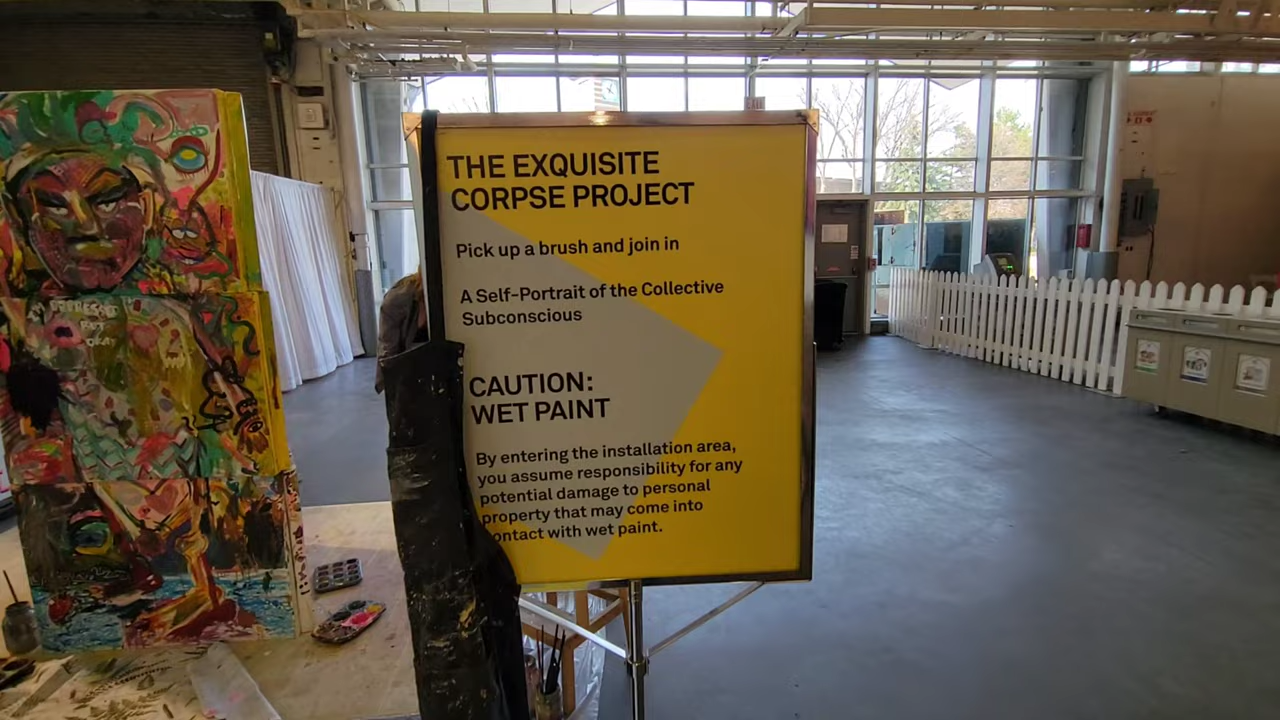 THE EXQUISITE
CORPSE PROJECT
Pick up a brush and join in
A Self-Portrait of the Collective
Subconscious
CAUTION:
WET PAINT
By entering the installation area,
you assume responsibility for any
potential damage to personal
property that may come into
ontact with wet paint.